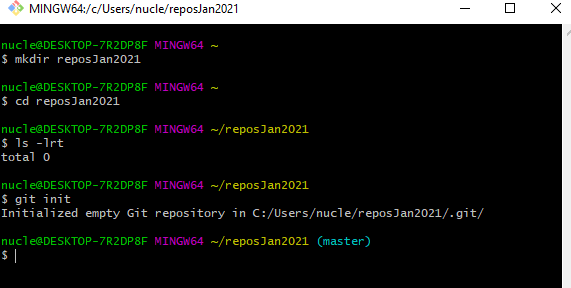 MINGW64:/c/Users/nucle/reposJan2021
nucle@DESKTOP-7R2DP8F MINGW64 ~
$ mkdir reposJan2021
nucle@DESKTOP-7R2DP8F MINGW64 ~
$ cd reposJan2021
nucle@DESKTOP-7R2DP8F MINGW64 ~/reposJan2021
$ ls -lrt
total 0
nucle@DESKTOP-7R2DP8F MINGW64 ~/reposJan2021
$ git init
Initialized empty Git repository in C:/Users/nucle/reposJan2021/.git/
nucle@DESKTOP-7R2DP8F MINGW64 ~/reposJan2021 (master)
$